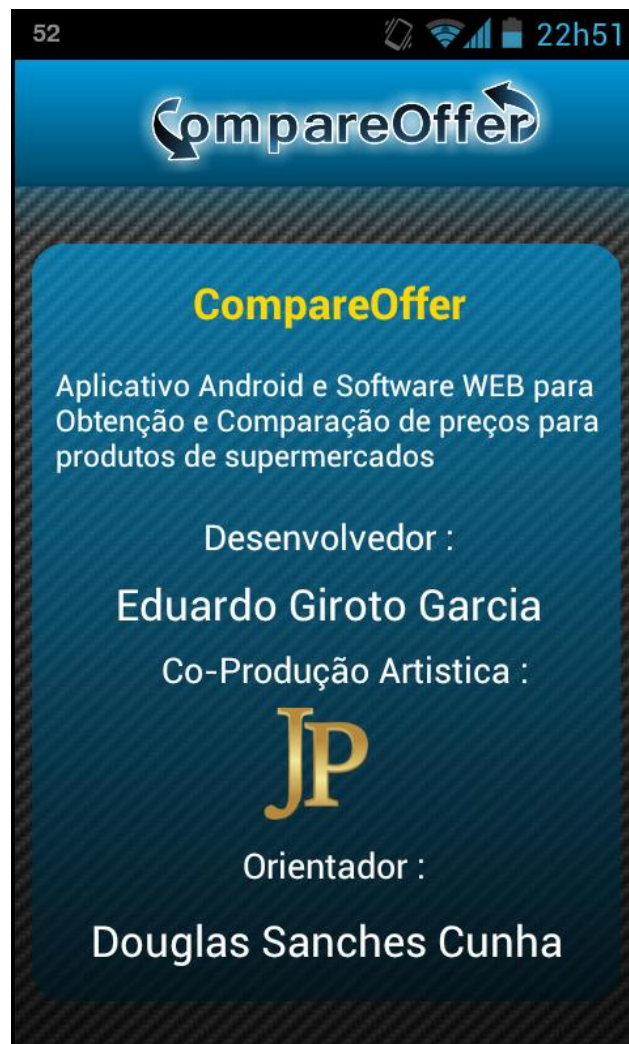 52
22h51
CompareOffer
CompareOffer
Aplicativo Android e Software WEB para
Obtenção e Comparação de preços para
produtos de supermercados
Desenvolvedor :
Eduardo Giroto Garcia
Co-Produção Artistica :
JP
Orientador :
Douglas Sanches Cunha